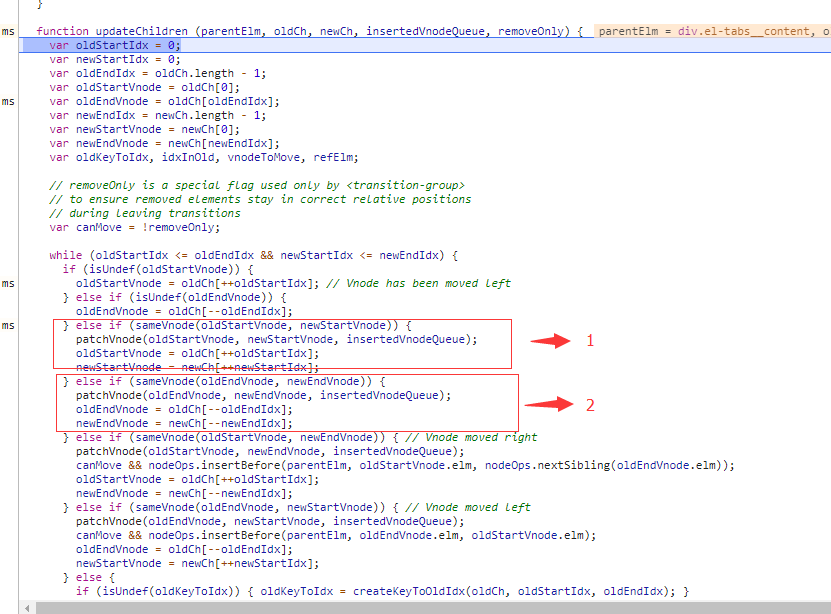 }
ms function updateChildren (parentElm, oldCh, newCh, insertedVnodeQueue, removeOnly) { parentElm = div.el-tabs__content, o
var oldStartIdx = 0;
var newStartIdx = 0;
var oldEndIdx = oldCh.length - 1;
var oldStartVnode = oldCh[0];
ms var oldEndVnode = oldCh[oldEndIdx];
var newEndIdx = newCh.length - 1;
var newStartVnode = newCh[0];
var newEndVnode = newCh[newEndIdx];
var oldKeyToIdx, idxInOld, vnodeToMove, refElm;
// removeOnly is a special flag used only by <transition-group>
// to ensure removed elements stay in correct relative positions
// during leaving transitions
var canMove = !removeOnly;
while (oldStartIdx <= oldEndIdx && newStartIdx <= newEndIdx) {
if (isUndef(oldStartVnode)) {
ms oldStartVnode = oldCh[++oldStartIdx]; // Vnode has been moved left
} else if (isUndef(oldEndVnode)) {
oldEndVnode = oldCh[--oldEndIdx];
ms } else if (sameVnode(oldStartVnode, newStartVnode)) {
patchVnode(oldStartVnode, newStartVnode, insertedVnodeQueue); 1
oldStartVnode = oldCh[++oldStartIdx];
newStartVnode = newCh[++newStartIdx];
} else if (sameVnode(oldEndVnode, newEndVnode)) {
patchVnode(oldEndVnode, newEndVnode, insertedVnodeQueue);
oldEndVnode = oldCh[--oldEndIdx]; 2
newEndVnode = newCh[--newEndIdx];
} else if (sameVnode(oldStartVnode, newEndVnode)) { // Vnode moved right
patchVnode(oldStartVnode, newEndVnode, insertedVnodeQueue);
canMove && nodeOps.insertBefore(parentElm, oldStartVnode.elm, nodeOps.nextSibling(oldEndVnode.elm));
oldStartVnode = oldCh[++oldStartIdx];
newEndVnode = newCh[--newEndIdx];
} else if (sameVnode(oldEndVnode, newStartVnode)) { // Vnode moved left
patchVnode(oldEndVnode, newStartVnode, insertedVnodeQueue);
canMove && nodeOps.insertBefore(parentElm, oldEndVnode.elm, oldStartVnode.elm);
oldEndVnode = oldCh[--oldEndIdx];
newStartVnode = newCh[++newStartIdx];
} else {
if (isUndef(oldKeyToIdx)) { oldKeyToIdx = createKeyToOldIdx(oldCh, oldStartIdx, oldEndIdx); }